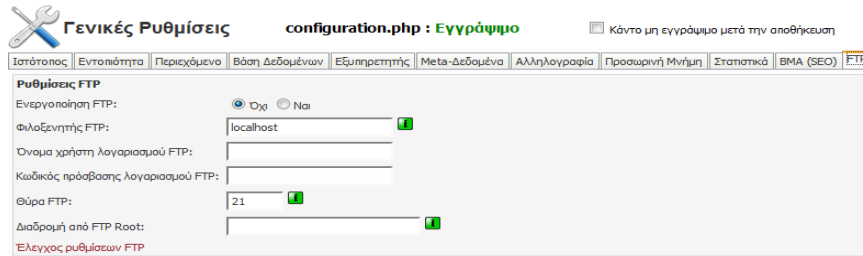 Γενικές Ρυθμίσεις configuration.php : Εγγράψιμο Κάντο μη εγγράψιμο μετά την αποθήκευση
Ιστότοπος Εντοπιότητα Περιεχόμενο Βάση Δεδομένων Εξυπηρετητής Meta-Δεδομένα Αλληλογραφία Προσωρινή Μνήμη Στατιστικά ΒΜΑ (SEO) FTP
Ρυθμίσεις FTP
Ενεργοποίηση FTP: Όχι Ναι
Φιλοξενητής FTP: localhost
Όνομα χρήστη λογαριασμού FTP:
Κωδικός πρόσβασης λογαριασμού FTP:
Θύρα FTP: 21
Διαδρομή από FTP Root:
Έλεγχος ρυθμίσεων FTP